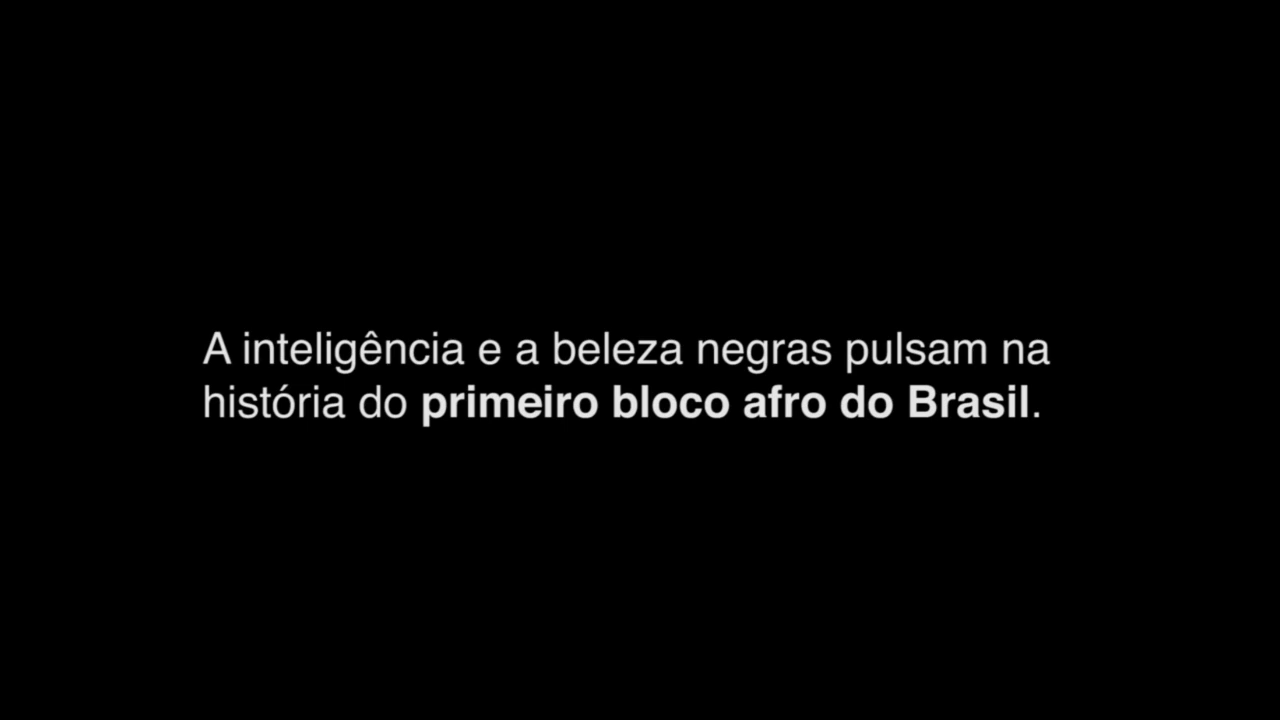 A inteligência e a beleza negras pulsam na
história do primeiro bloco afro do Brasil.